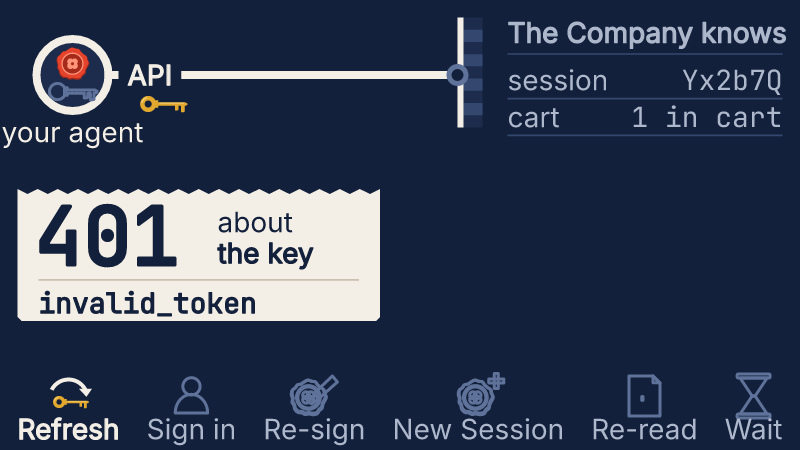 API
your agent
The Company knows
session Yx2b7Q
cart 1 in cart
401 about the key
invalid_token
Refresh Sign in Re-sign New Session Re-read Wait